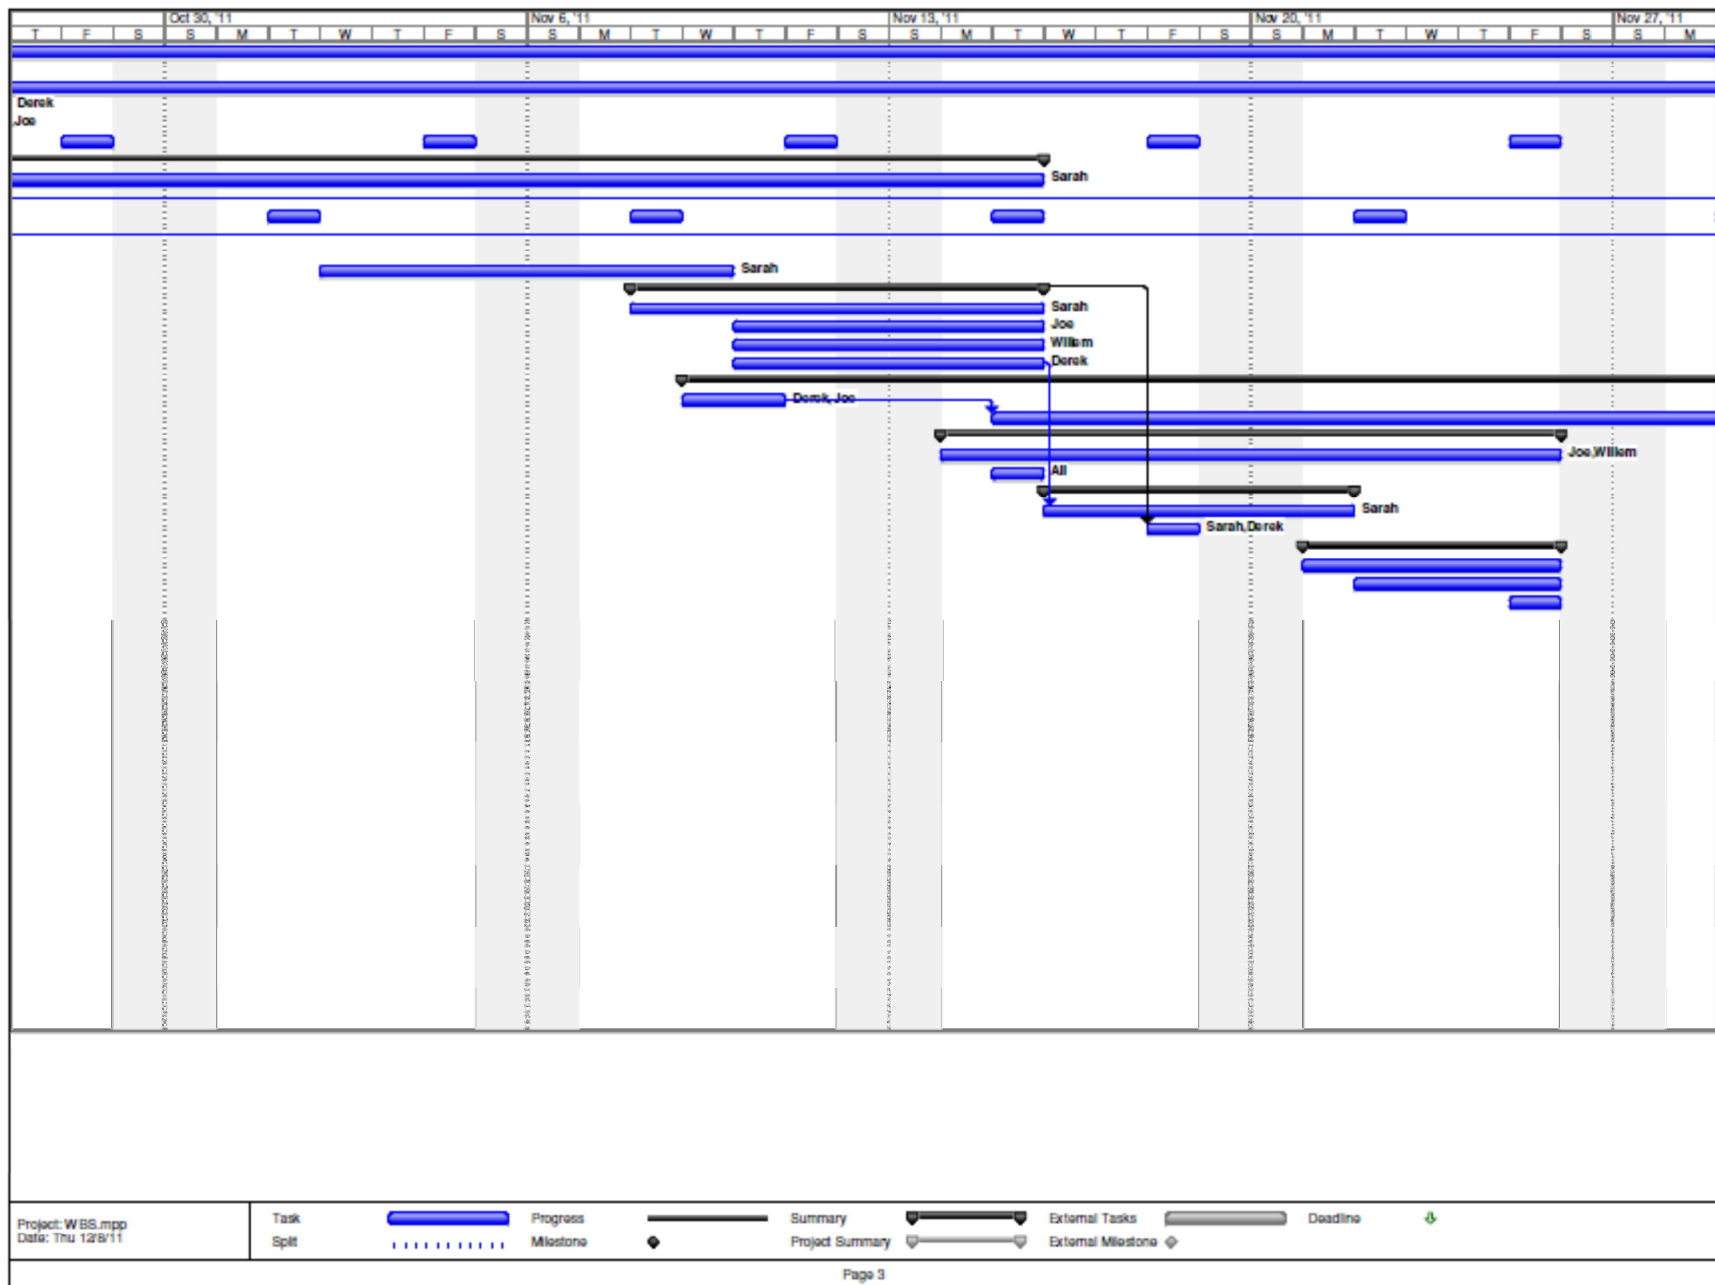 Oct 30, '11 Nov 6, '11 Nov 13, '11 Nov 20, '11 Nov 27, '11
T F S S M T W T F S S M T W T F S S M T W T F S S M T W T F S S M
Derek
,Joe
Sarah
Sarah
Sarah
Joe
Willem
Derek
Derek,Joe
Joe,Willem
All
Sarah
Sarah,Derek
Project: WBS.mpp
Date: Thu 12/8/11
Task Progress Summary External Tasks Deadline
Split Milestone Project Summary External Milestone
Page 3